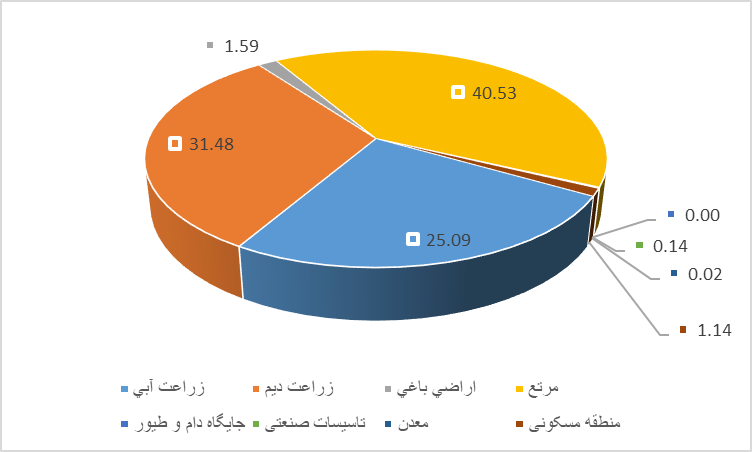 1.59
40.53
31.48
0.00
25.09
0.14
0.02
1.14
زراعت آبي
زراعت ديم
اراضي باغي
مرتع
جايگاه دام و طيور
تاسيسات صنعتی
معدن
منطقه مسکونی